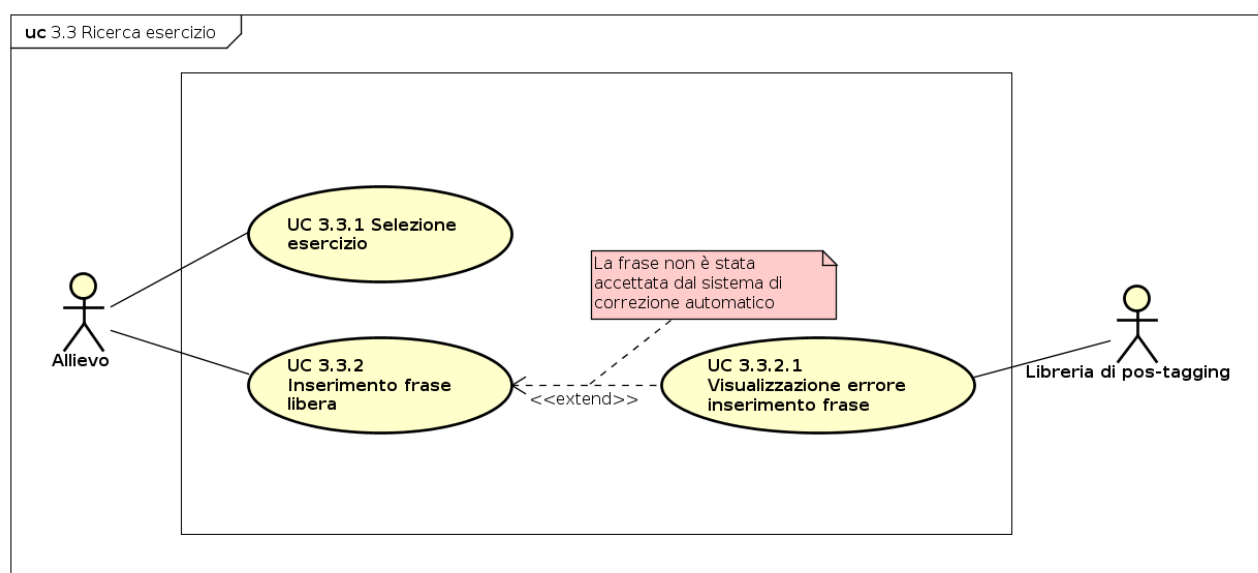 uc 3.3 Ricerca esercizio
UC 3.3.1 Selezione
esercizio
La frase non è stata
accettata dal sistema di
correzione automatico
Allievo
UC 3.3.2
Inserimento frase
libera
<<extend>>
UC 3.3.2.1
Visualizzazione errore
inserimento frase
Libreria di pos-tagging